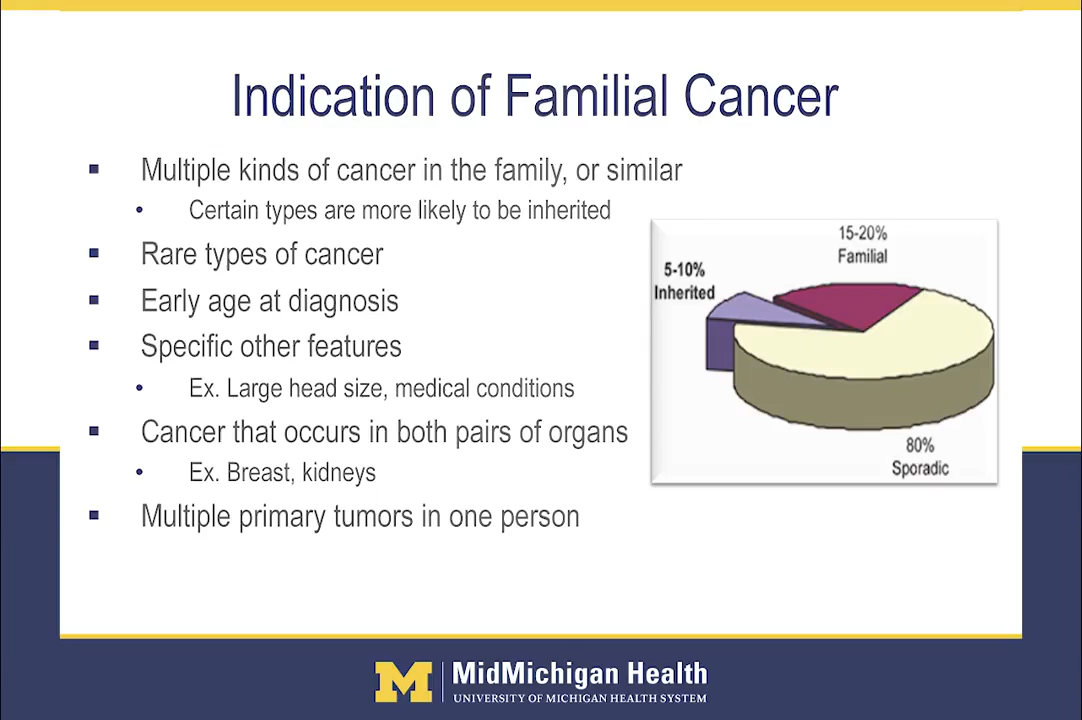 Indication of Familial Cancer
Multiple kinds of cancer in the family, or similar
Certain types are more likely to be inherited
Rare types of cancer
Early age at diagnosis
Specific other features
Ex. Large head size, medical conditions
Cancer that occurs in both pairs of organs
Ex. Breast, kidneys
Multiple primary tumors in one person
15-20%
Familial
5-10%
Inherited
80%
Sporadic
M
MidMichigan Health
UNIVERSITY OF MICHIGAN HEALTH SYSTEM